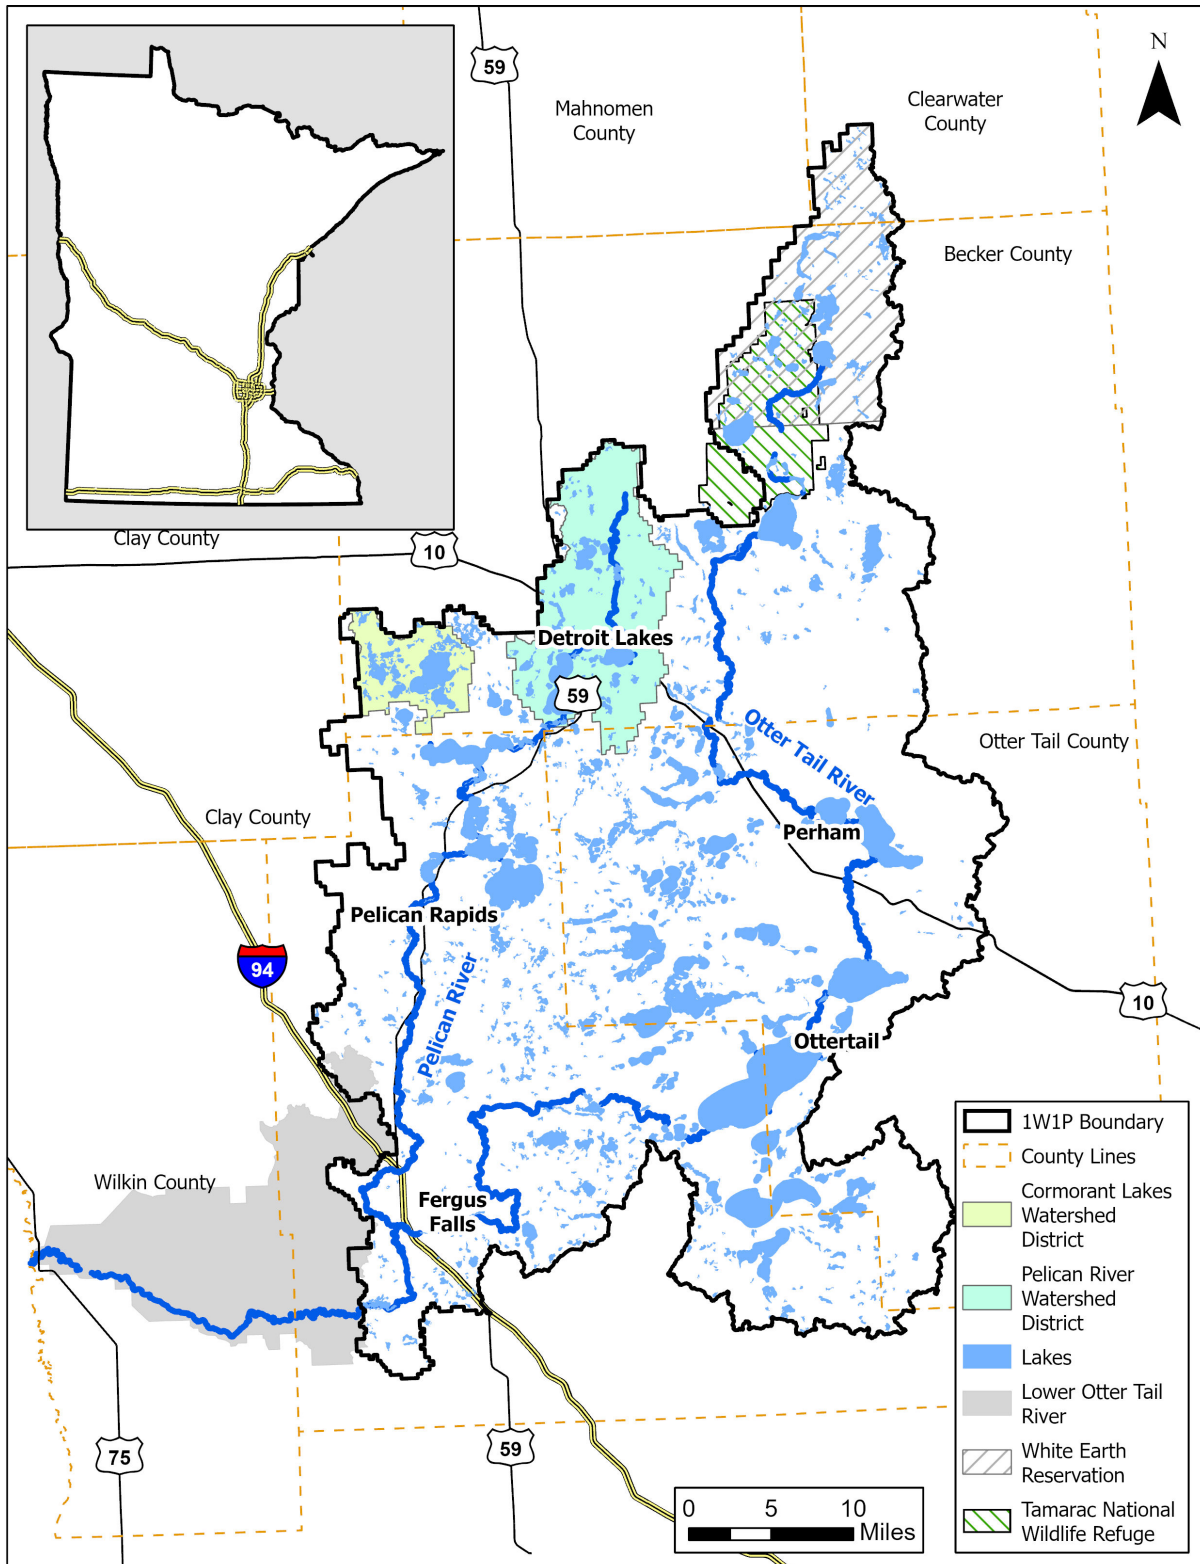 N
59
Mahnomen
County
Clearwater
County
Becker County
Clay County
10
Detroit Lakes
59
Otter Tail River
Otter Tail County
Clay County
Perham
Pelican Rapids
94
Pelican River
10
Ottertail
Wilkin County
Fergus
Falls
75
59
1W1P Boundary
County Lines
Cormorant Lakes
Watershed
District
Pelican River
Watershed
District
Lakes
Lower Otter Tail
River
White Earth
Reservation
Tamarac National
Wildlife Refuge
0 5 10
Miles